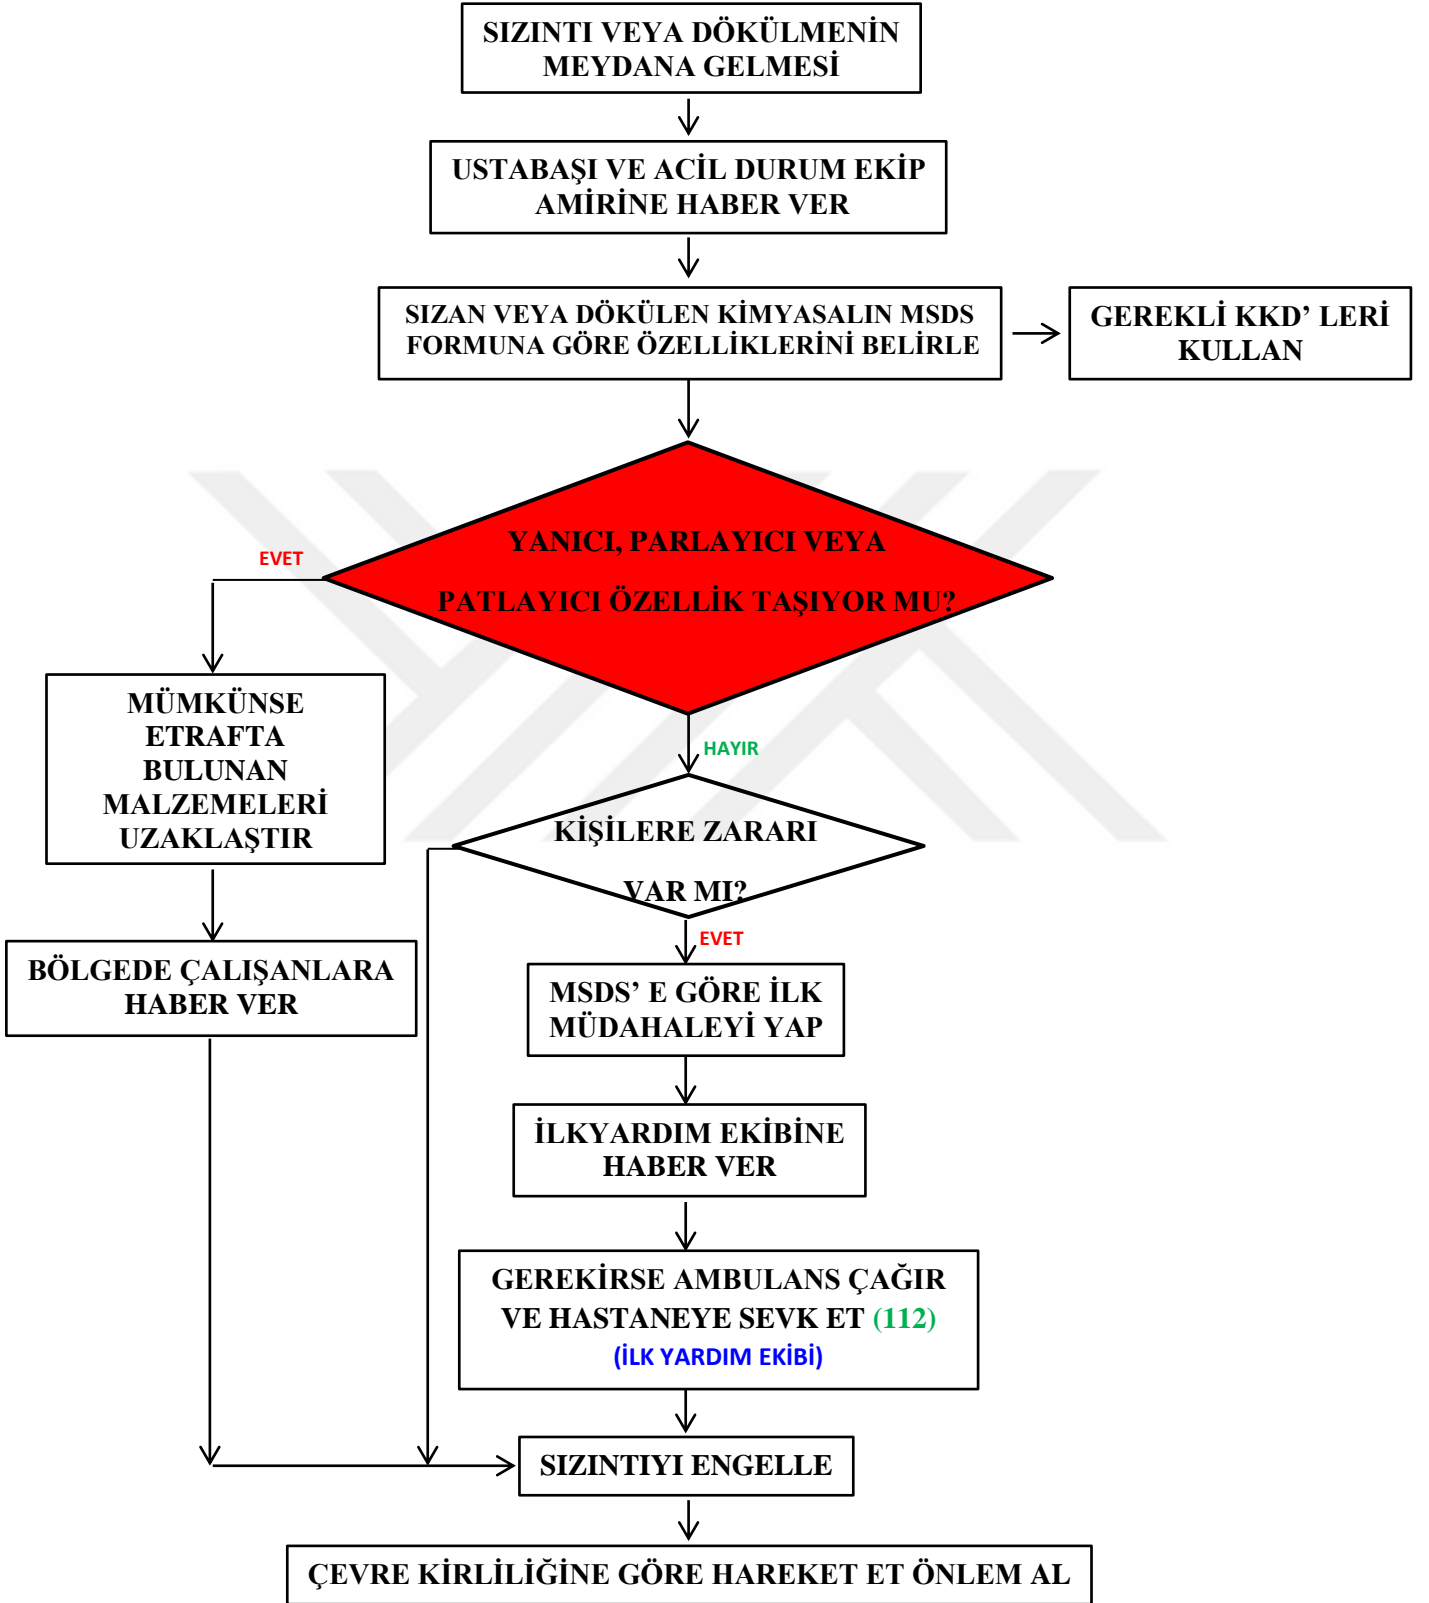 SIZINTI VEYA DÖKÜLMENİN
MEYDANA GELMESİ
USTABAŞI VE ACİL DURUM EKİP
AMİRİNE HABER VER
SIZAN VEYA DÖKÜLEN KİMYASALIN MSDS
FORMUNA GÖRE ÖZELLİKLERİNİ BELİRLE
GEREKLİ KKD’ LERİ
KULLAN
YANICI, PARLAYICI VEYA
PATLAYICI ÖZELLİK TAŞIYOR MU?
EVET
MÜMKÜNSE
ETRAFTA
BULUNAN
MALZEMELERİ
UZAKLAŞTIR
BÖLGEDE ÇALIŞANLARA
HABER VER
HAYIR
KİŞİLERE ZARARI
VAR MI?
EVET
MSDS’ E GÖRE İLK
MÜDAHALEYİ YAP
İLKYARDIM EKİBİNE
HABER VER
GEREKİRSE AMBULANS ÇAĞIR
VE HASTANEYE SEVK ET (112)
(İLK YARDIM EKİBİ)
SIZINTIYI ENGELLE
ÇEVRE KİRLİLİĞİNE GÖRE HAREKET ET ÖNLEM AL